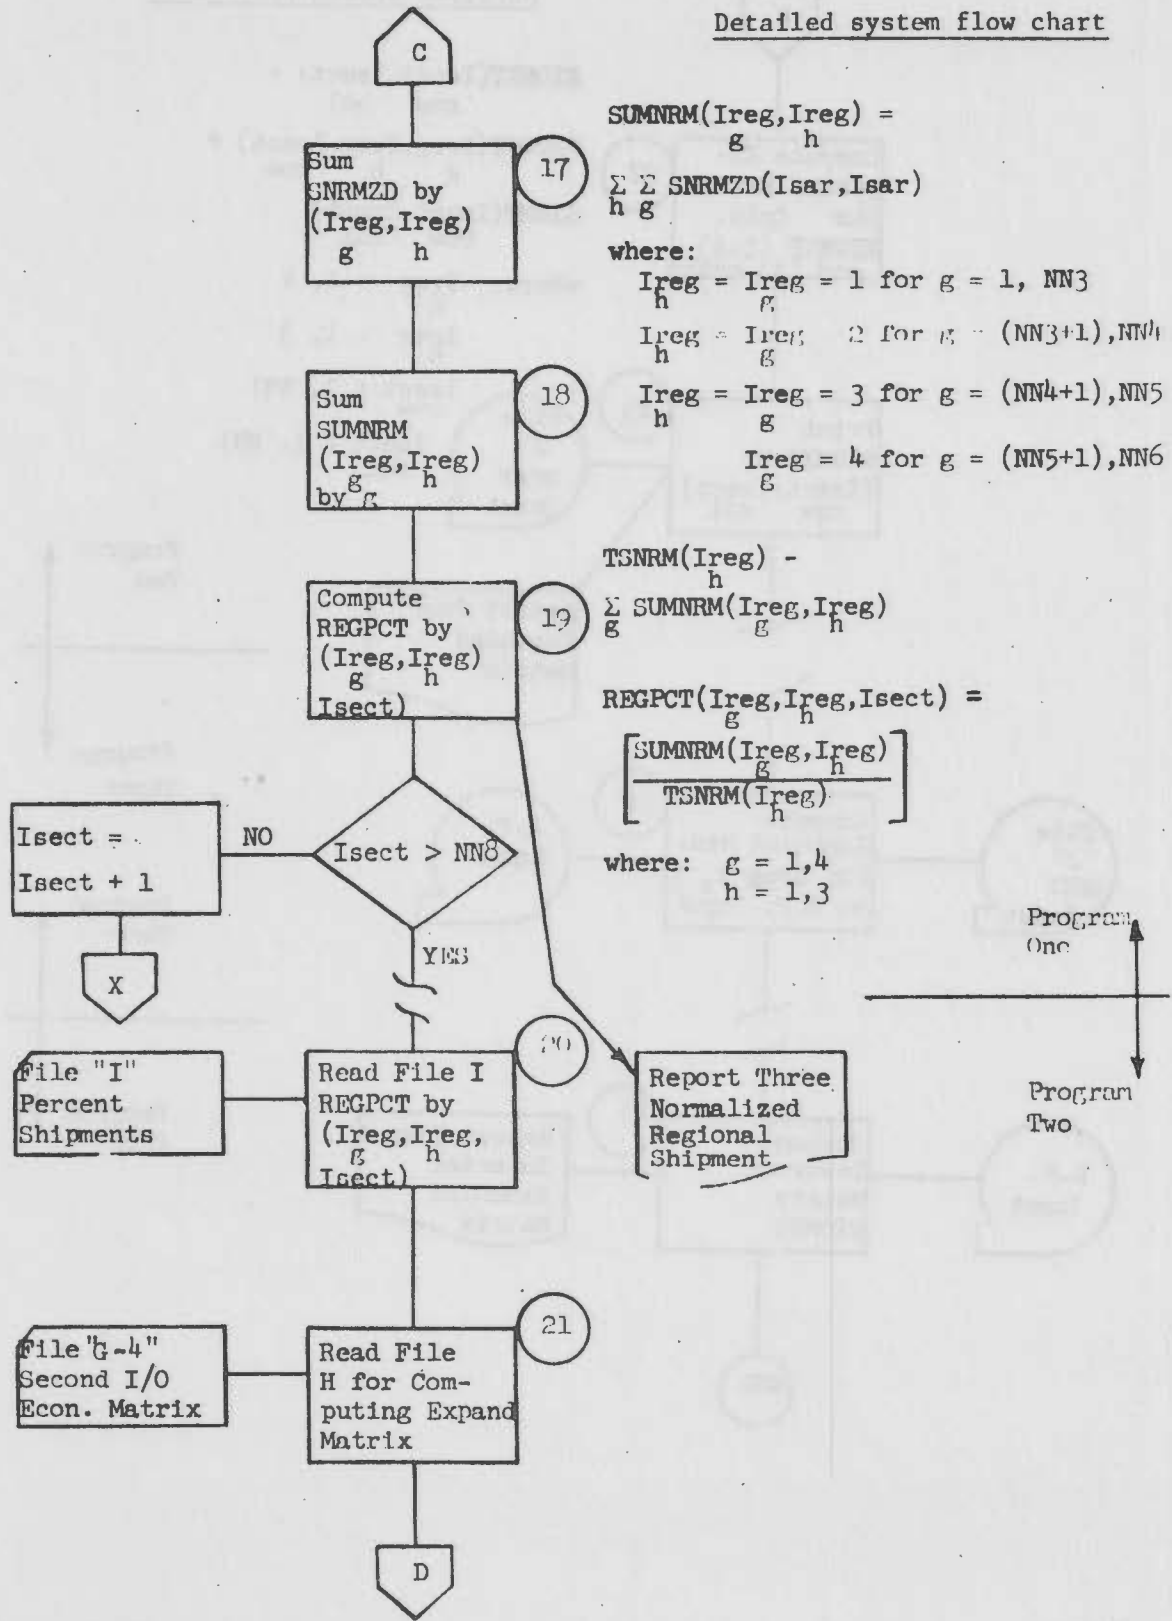 Detailed system flow chart
C
Sum
SNRMZD by
(Ireg,Ireg)
g h
17
SUMNRM(Ireg,Ireg) =
g h
Σ Σ SNRMZD(Isar,Isar)
h g
where:
Ireg = Ireg = 1 for g = 1, NN3
h g
Ireg = Ireg 2 for g = (NN3+1),NN4
h g
Ireg = Ireg = 3 for g = (NN4+1),NN5
h g
Ireg = 4 for g = (NN5+1),NN6
g
Sum
SUMNRM
(Ireg,Ireg)
g h
by g
18
TSNRM(Ireg) -
h
Σ SUMNRM(Ireg,Ireg)
g g h
Compute
REGPCT by
(Ireg,Ireg)
g h
Isect)
19
REGPCT(Ireg,Ireg,Isect) =
g h
SUMNRM(Ireg,Ireg)
g h
TSNRM(Ireg)
h
where: g = 1,4
h = 1,3
Isect > NN8
NO
Isect =
Isect + 1
X
YES
Program
One
Program
Two
File "I"
Percent
Shipments
Read File I
REGPCT by
(Ireg,Ireg,
g h
Isect)
20
Report Three
Normalized
Regional
Shipment
File "G-4"
Second I/O
Econ. Matrix
Read File
H for Com-
puting Expand
Matrix
21
D